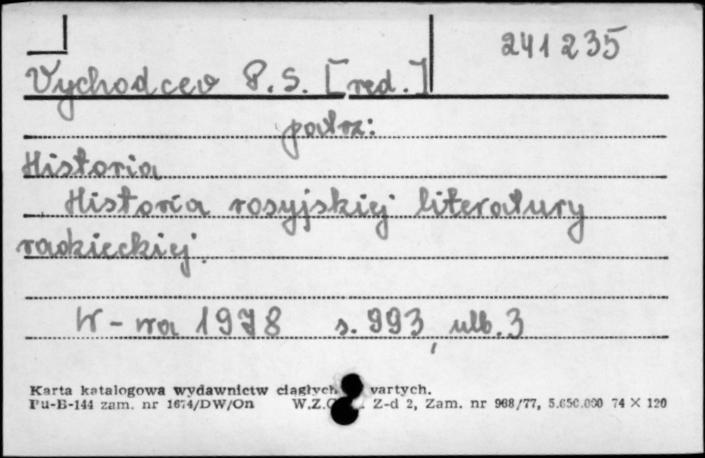 241235
Vychodcev P.S. [red.]
patrz:
Historia
Historia rosyjskiej literatury
radzieckiej.
W-wa 1978 s. 993, ulb. 3
Karta katalogowa wydawnictw ciągłych vartych.
Pu-B-144 zam. nr 1674/DW/On W.Z. Z-d 2, Zam. nr 968/77, 5.650.000 74 X 120